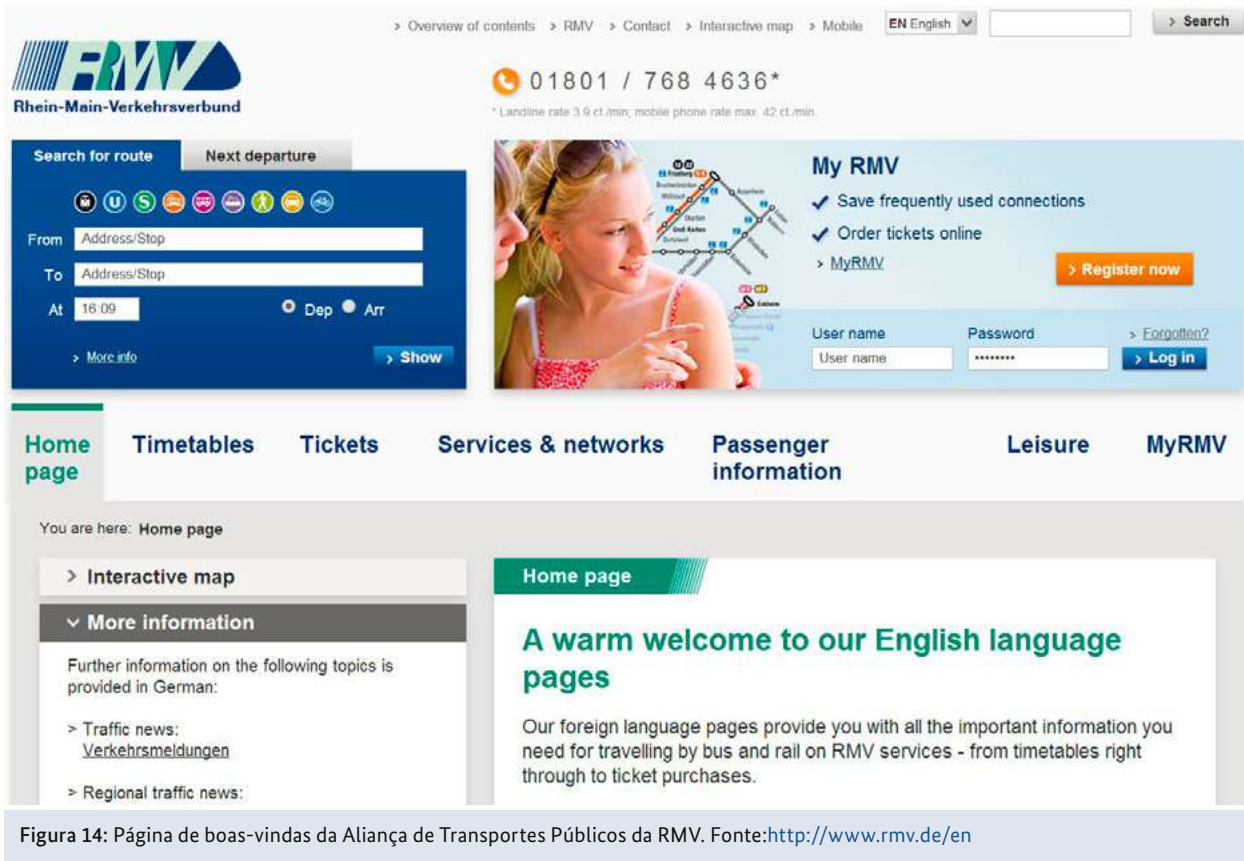 > Overview of contents > RMV > Contact > Interactive map > Mobile EN English > Search
RMV
Rhein-Main-Verkehrsverbund
01801 / 768 4636*
* Landline rate 3.9 ct./min; mobile phone rate max. 42 ct./min.
Search for route Next departure
From Address/Stop
To Address/Stop
At 16:09 Dep Arr
> More info > Show
My RMV
Save frequently used connections
Order tickets online
> MyRMV > Register now
User name Password > Forgotten?
User name •••••••• > Log in
Home page Timetables Tickets Services & networks Passenger information Leisure MyRMV
You are here: Home page
> Interactive map
More information
Further information on the following topics is
provided in German:
> Traffic news:
Verkehrsmeldungen
> Regional traffic news:
Home page
A warm welcome to our English language
pages
Our foreign language pages provide you with all the important information you
need for travelling by bus and rail on RMV services - from timetables right
through to ticket purchases.
Figura 14: Página de boas-vindas da Aliança de Transportes Públicos da RMV. Fonte:http://www.rmv.de/en